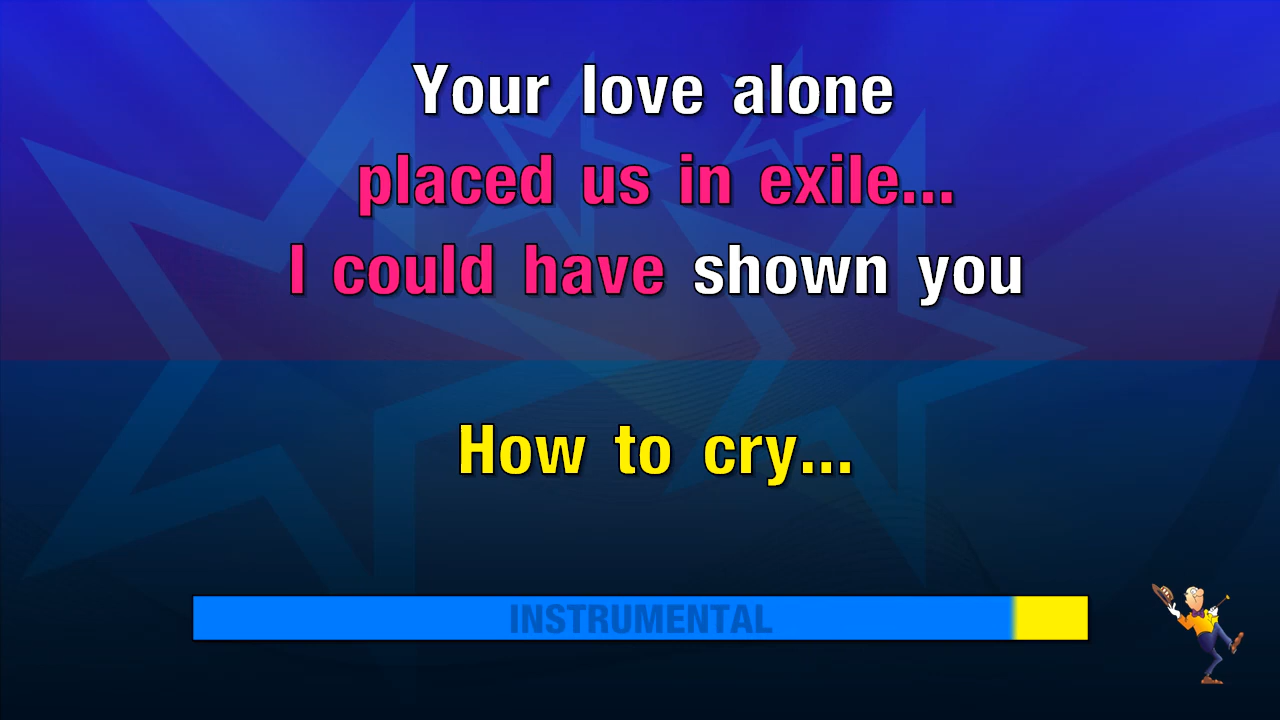 Your love alone
placed us in exile...
I could have shown you
How to cry...
INSTRUMENTAL